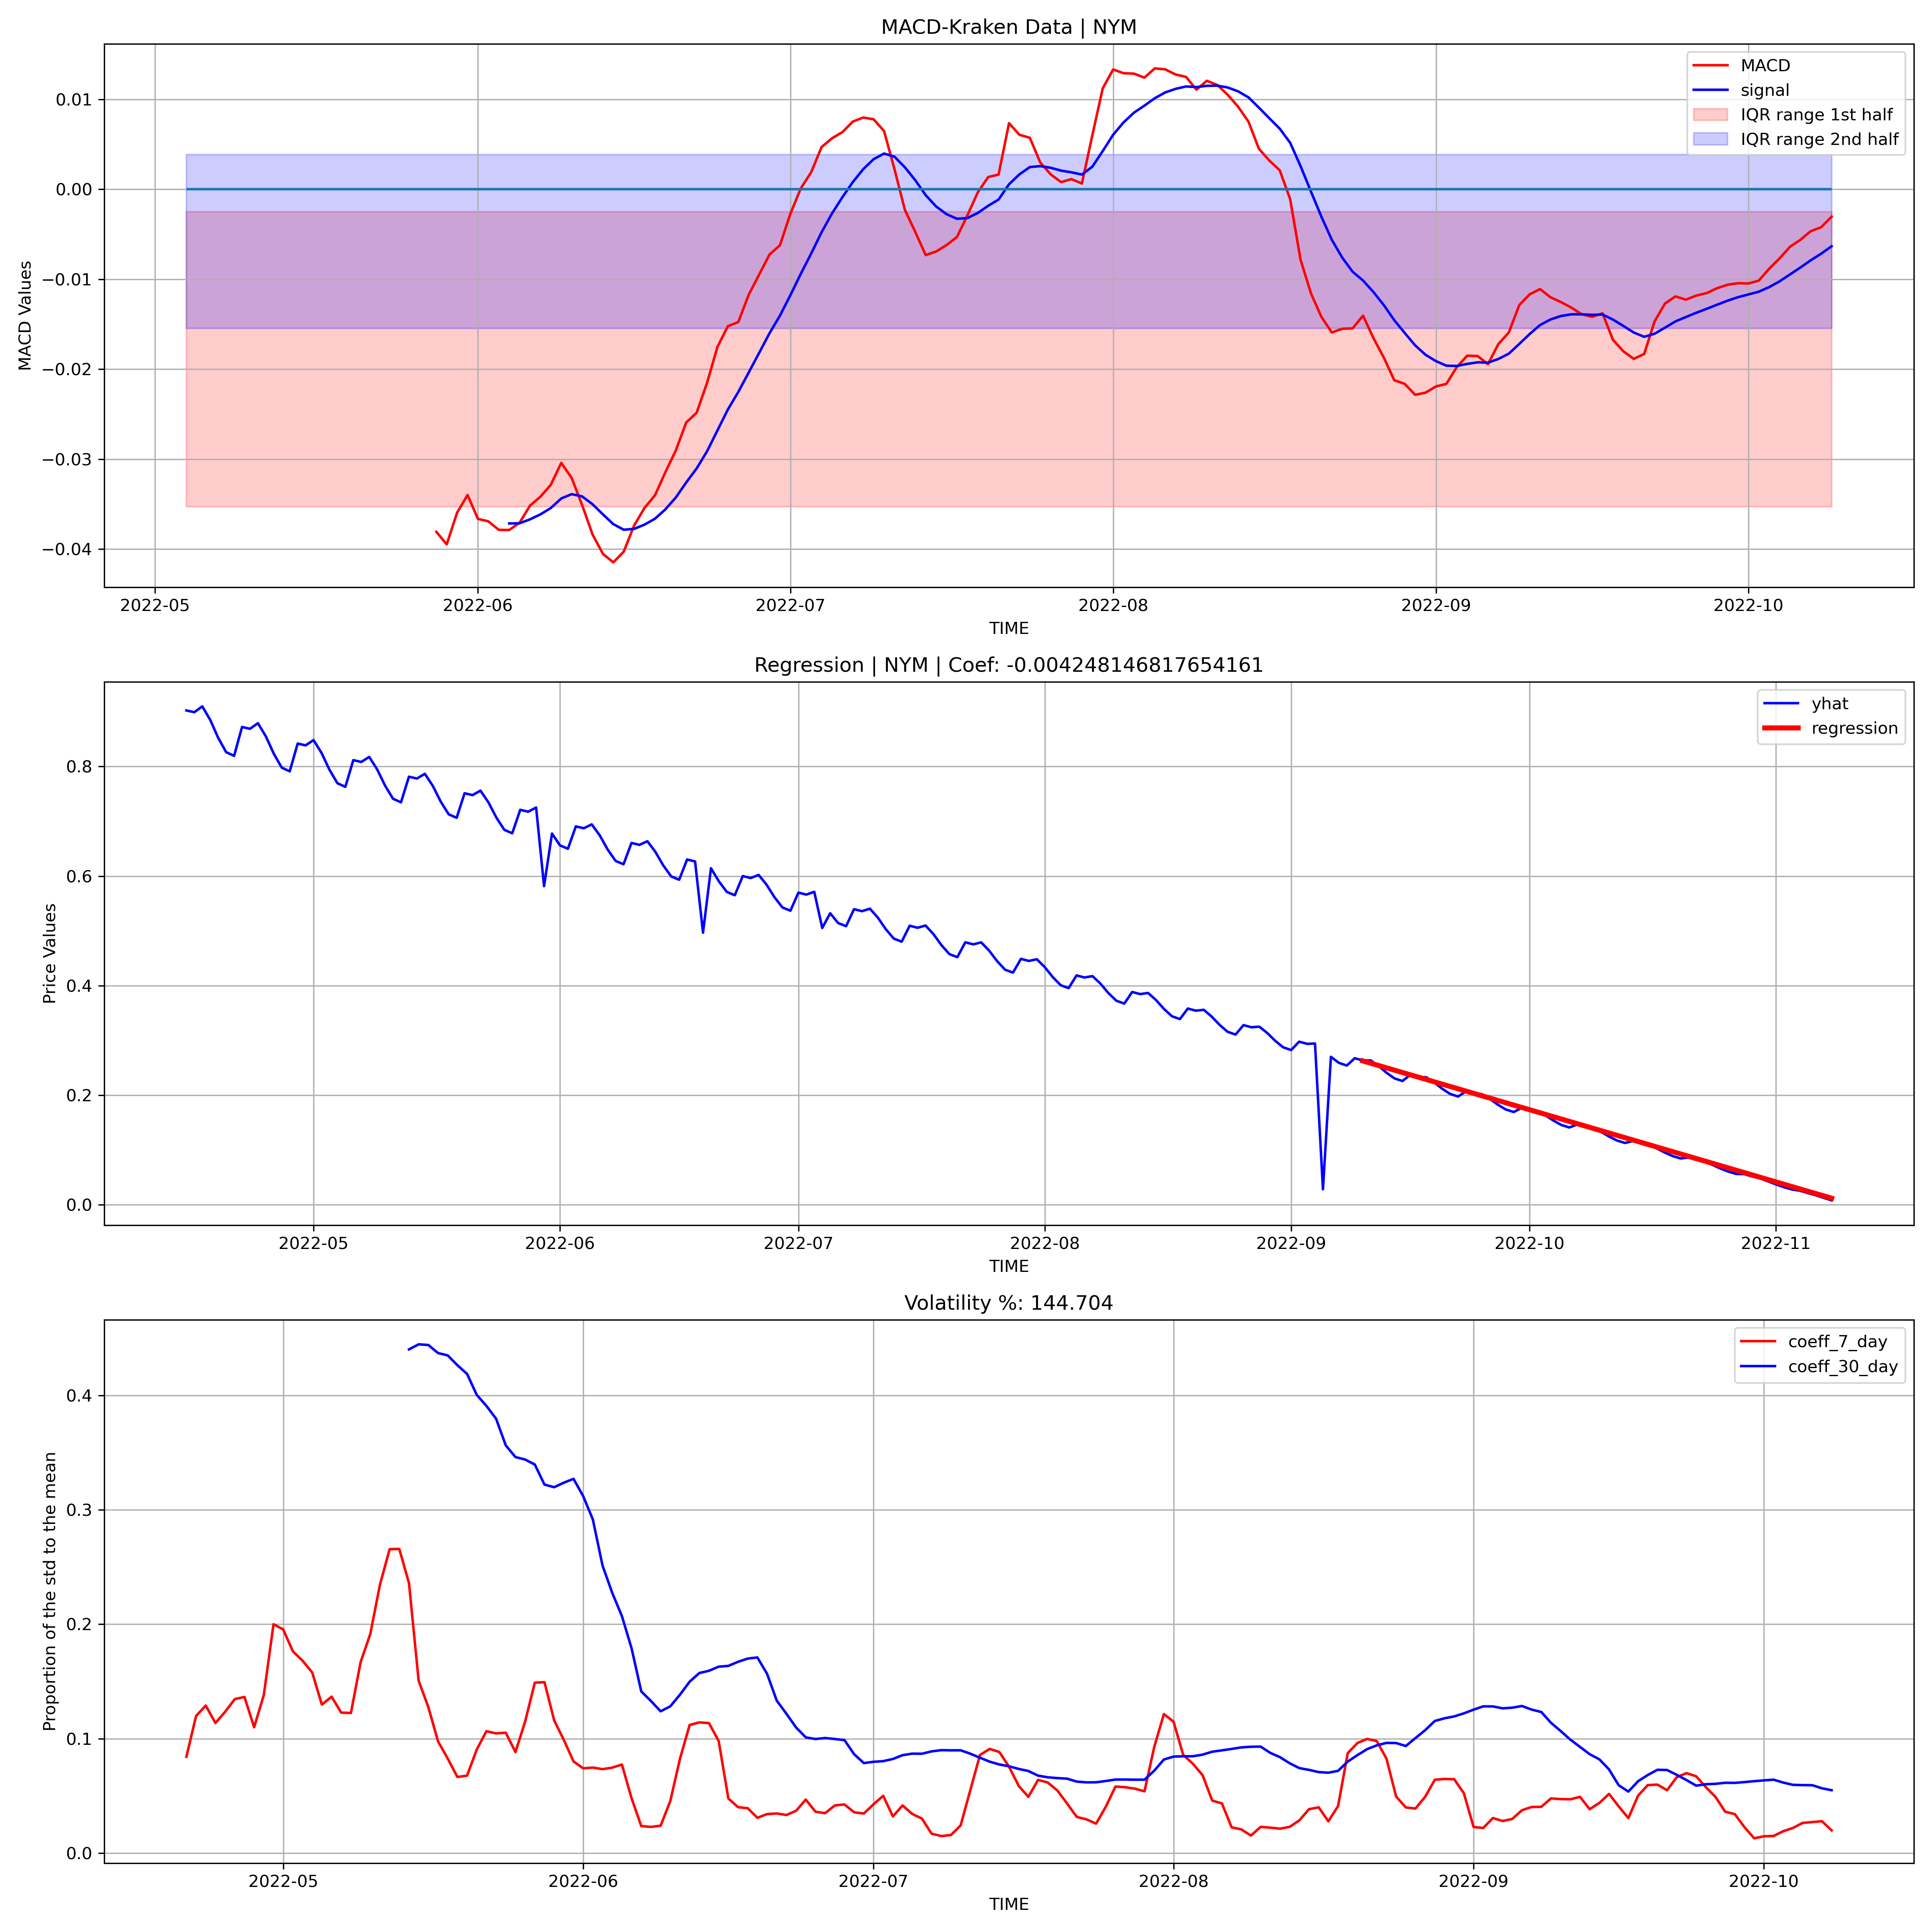 MACD-Kraken Data | NYM
MACD
signal
IQR range 1st half
IQR range 2nd half
MACD Values
0.01
0.00
−0.01
−0.02
−0.03
−0.04
2022-05 2022-06 2022-07 2022-08 2022-09 2022-10
TIME
Regression | NYM | Coef: -0.004248146817654161
yhat
regression
Price Values
0.8
0.6
0.4
0.2
0.0
2022-05 2022-06 2022-07 2022-08 2022-09 2022-10 2022-11
TIME
Volatility %: 144.704
coeff_7_day
coeff_30_day
Proportion of the std to the mean
0.4
0.3
0.2
0.1
0.0
2022-05 2022-06 2022-07 2022-08 2022-09 2022-10
TIME